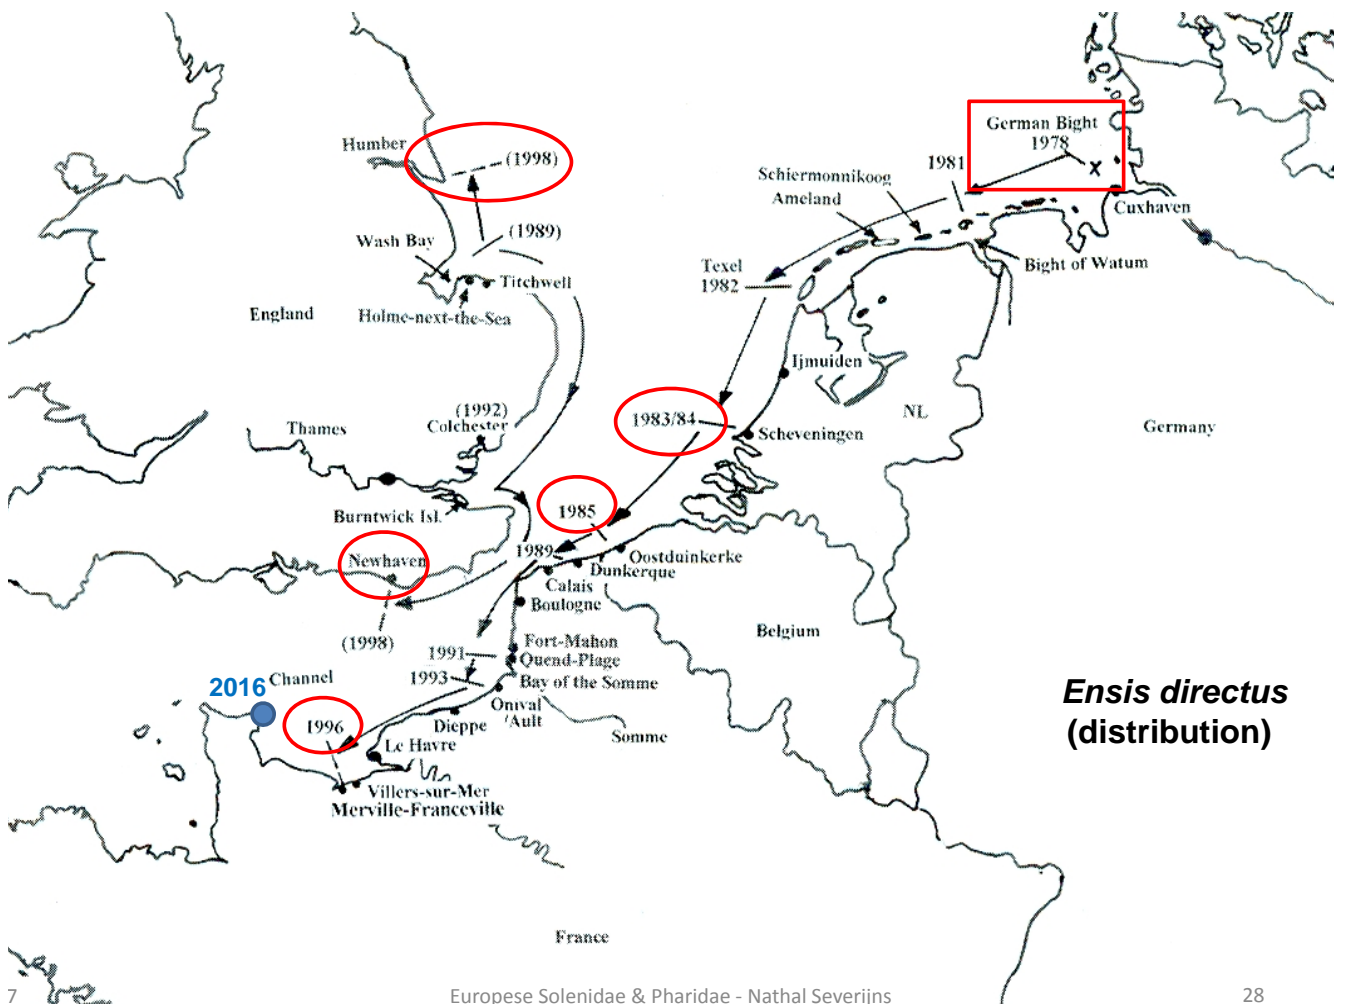 Humber
(1998)
German Bight
1978
X
1981
Schiermonnikoog
Ameland
Cuxhaven
(1989)
Wash Bay
Titchwell
Texel
1982
Bight of Watum
England
Holme-next-the-Sea
Ijmuiden
(1992)
Colchester
Thames
1983/84
Scheveningen
NL
Germany
Burntwick Isl.
1985
Newhaven
1989
Oostduinkerke
Dunkerque
Calais
Boulogne
(1998)
Belgium
Fort-Mahon
1991
Quend-Plage
1993
Bay of the Somme
2016
Channel
Onival
'Ault
Ensis directus
(distribution)
1996
Dieppe
Somme
Le Havre
Villers-sur-Mer
Merville-Franceville
France
7
Europese Solenidae & Pharidae - Nathal Severijns
28